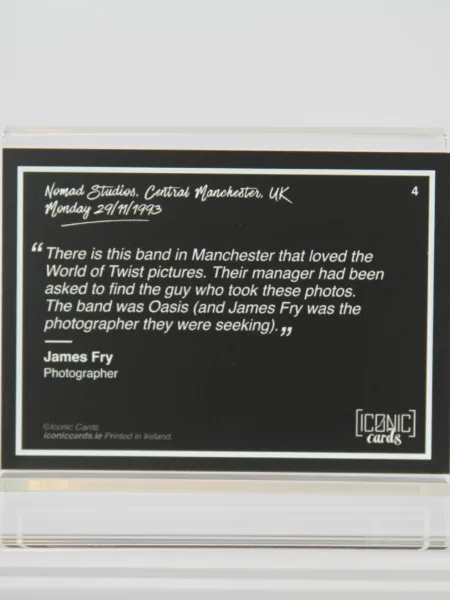 Nomad Studios, Central Manchester, UK
Monday 29/11/1993
4
“There is this band in Manchester that loved the
World of Twist pictures. Their manager had been
asked to find the guy who took these photos.
The band was Oasis (and James Fry was the
photographer they were seeking).„
James Fry
Photographer
©Iconic Cards
iconiccards.ie Printed in Ireland.
[ICONIC]
cards